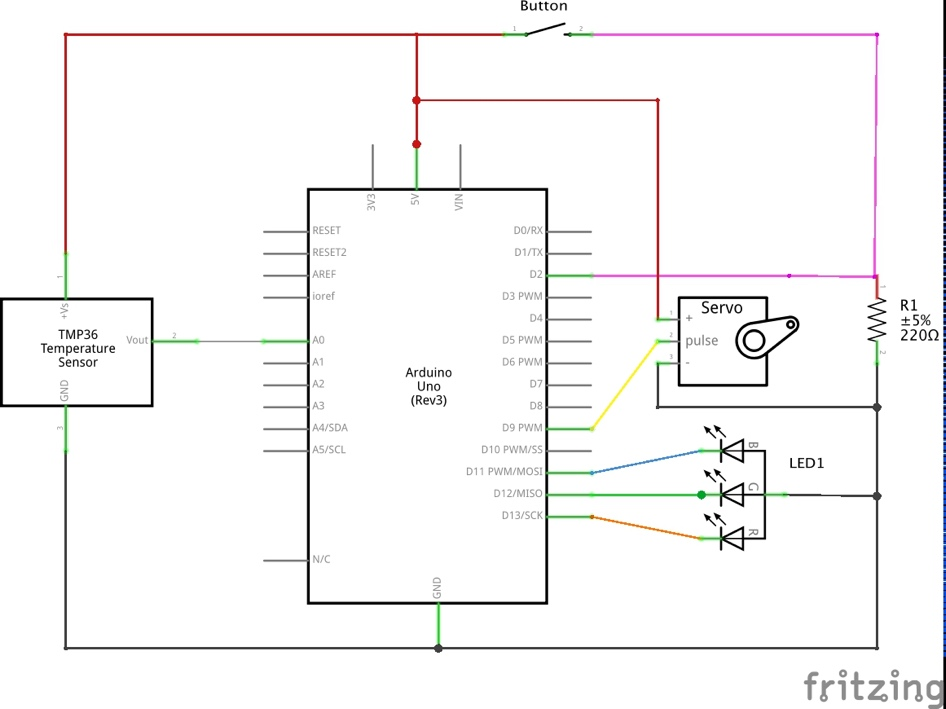 Button
1
2
3V3
5V
VIN
RESET
RESET2
AREF
ioref
A0
A1
A2
A3
A4/SDA
A5/SCL
N/C
D0/RX
D1/TX
D2
D3 PWM
D4
D5 PWM
D6 PWM
D7
D8
D9 PWM
D10 PWM/SS
D11 PWM/MOSI
D12/MISO
D13/SCK
GND
Arduino
Uno
(Rev3)
1
+Vs
TMP36
Temperature
Sensor
Vout
2
GND
3
Servo
1
+
2
pulse
3
-
1
R1
±5%
220Ω
2
B
G
R
LED1
fritzing